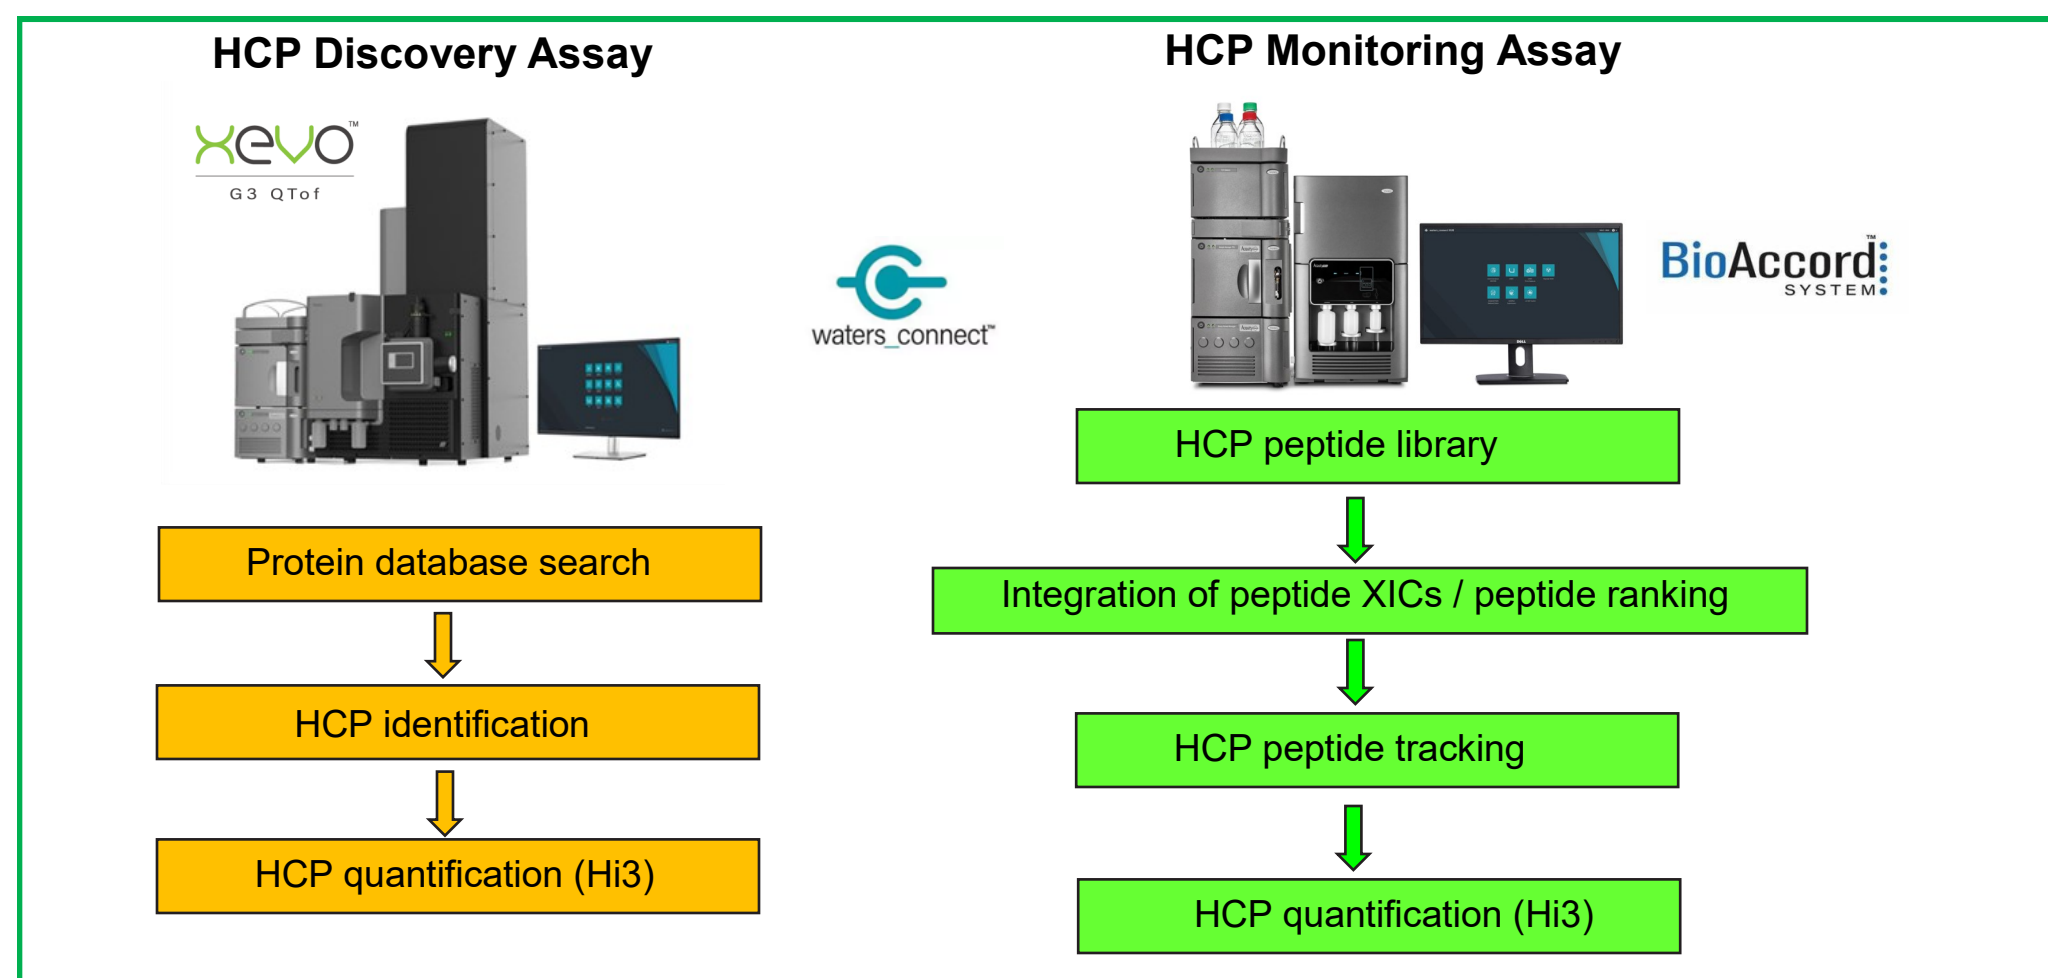 HCP Discovery Assay
xevo™
G3 QTof
Protein database search
HCP identification
HCP quantification (Hi3)
waters_connect™
HCP Monitoring Assay
BioAccord™
SYSTEM
HCP peptide library
Integration of peptide XICs / peptide ranking
HCP peptide tracking
HCP quantification (Hi3)